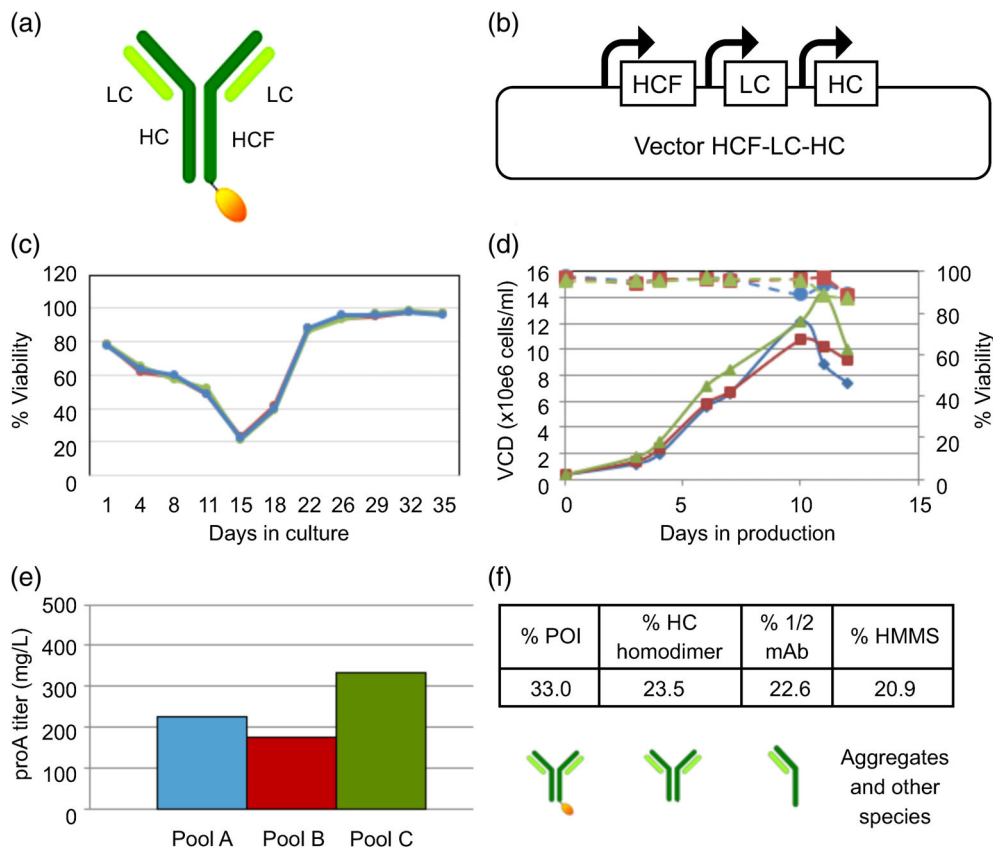 (a)
LC
LC
HC
HCF
(b)
HCF
LC
HC
Vector HCF-LC-HC
(c)
120
100
80
60
40
20
0
% Viability
1 4 8 11 15 18 22 26 29 32 35
Days in culture
(d)
16
14
12
10
8
6
4
2
0
VCD (x10e6 cells/ml)
100
80
60
40
20
0
% Viability
0 5 10 15
Days in production
(e)
500
400
300
200
100
0
proA titer (mg/L)
Pool A Pool B Pool C
(f)
% POI
% HC
homodimer
% 1/2
mAb
% HMMS
33.0 23.5 22.6 20.9
Aggregates
and other
species